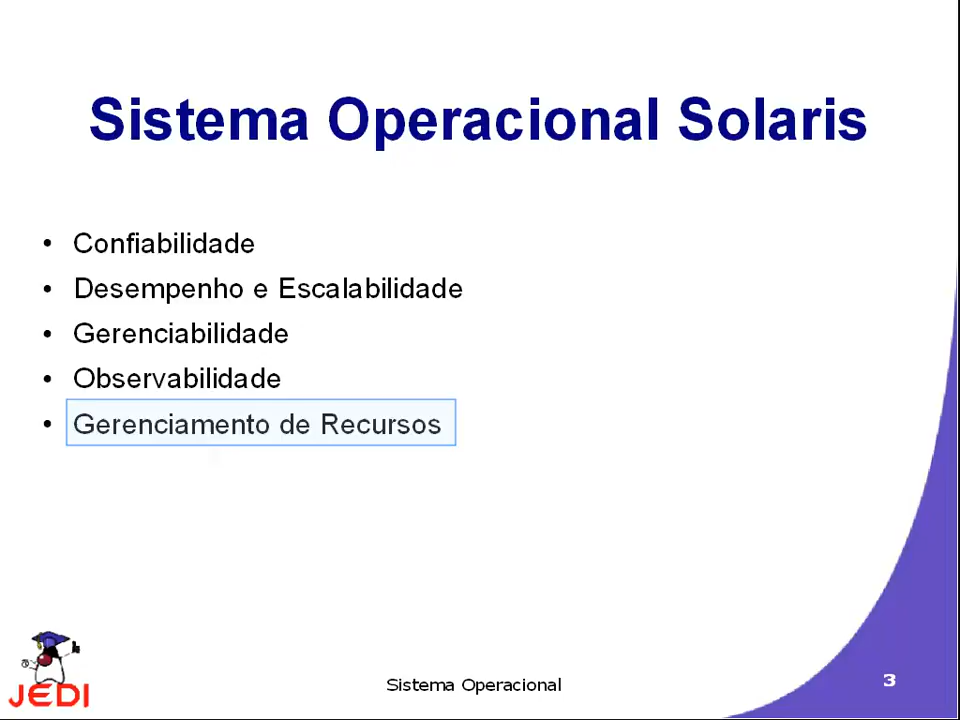 Sistema Operacional Solaris
• Confiabilidade
• Desempenho e Escalabilidade
• Gerenciabilidade
• Observabilidade
• Gerenciamento de Recursos
JEDI
Sistema Operacional
3